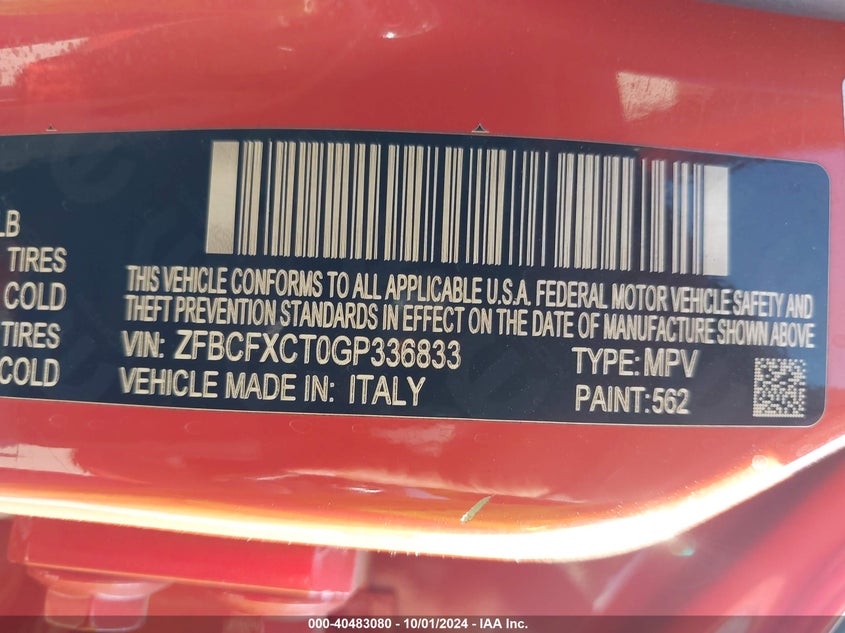 LB
TIRES
COLD
TIRES
COLD
THIS VEHICLE CONFORMS TO ALL APPLICABLE U.S.A. FEDERAL MOTOR VEHICLE SAFETY AND
THEFT PREVENTION STANDARDS IN EFFECT ON THE DATE OF MANUFACTURE SHOWN ABOVE
VIN: ZFBCFXCT0GP336833 TYPE: MPV
VEHICLE MADE IN: ITALY PAINT:562
000-40483080 - 10/01/2024 - IAA Inc.